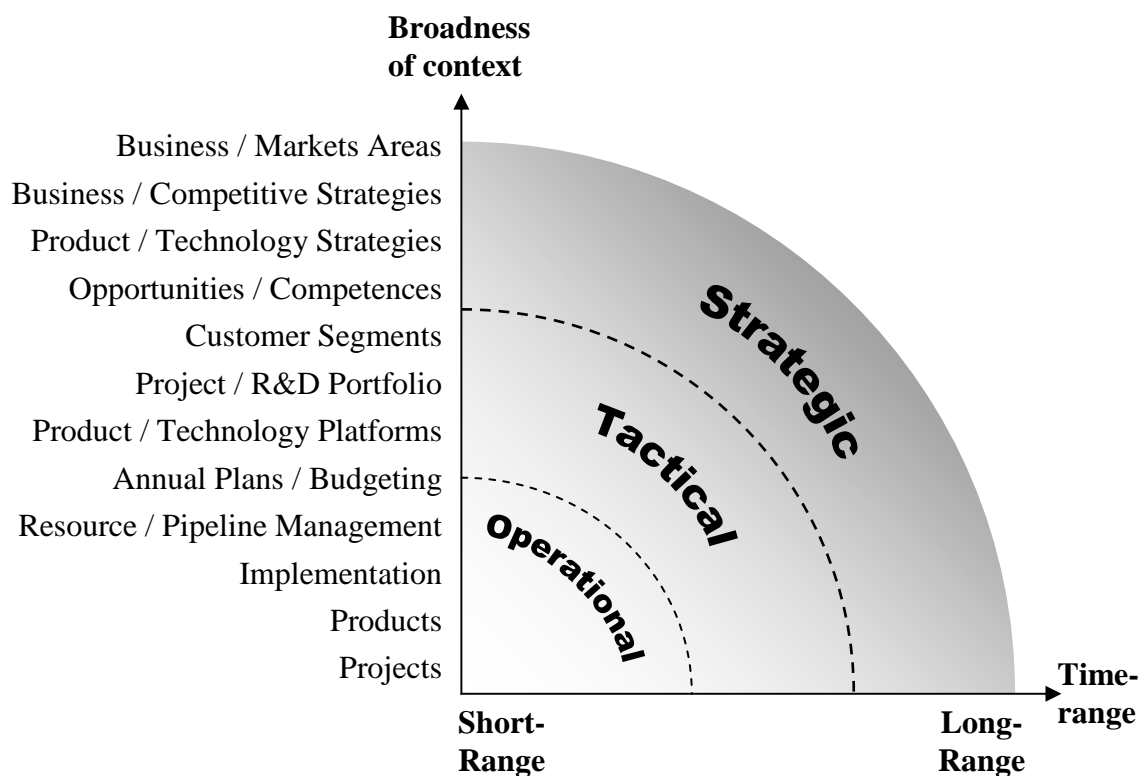 Broadness
of context
Business / Markets Areas
Business / Competitive Strategies
Product / Technology Strategies
Opportunities / Competences
Customer Segments
Project / R&D Portfolio
Product / Technology Platforms
Annual Plans / Budgeting
Resource / Pipeline Management
Implementation
Products
Projects
Strategic
Tactical
Operational
Short-
Range
Long-
Range
Time-
range